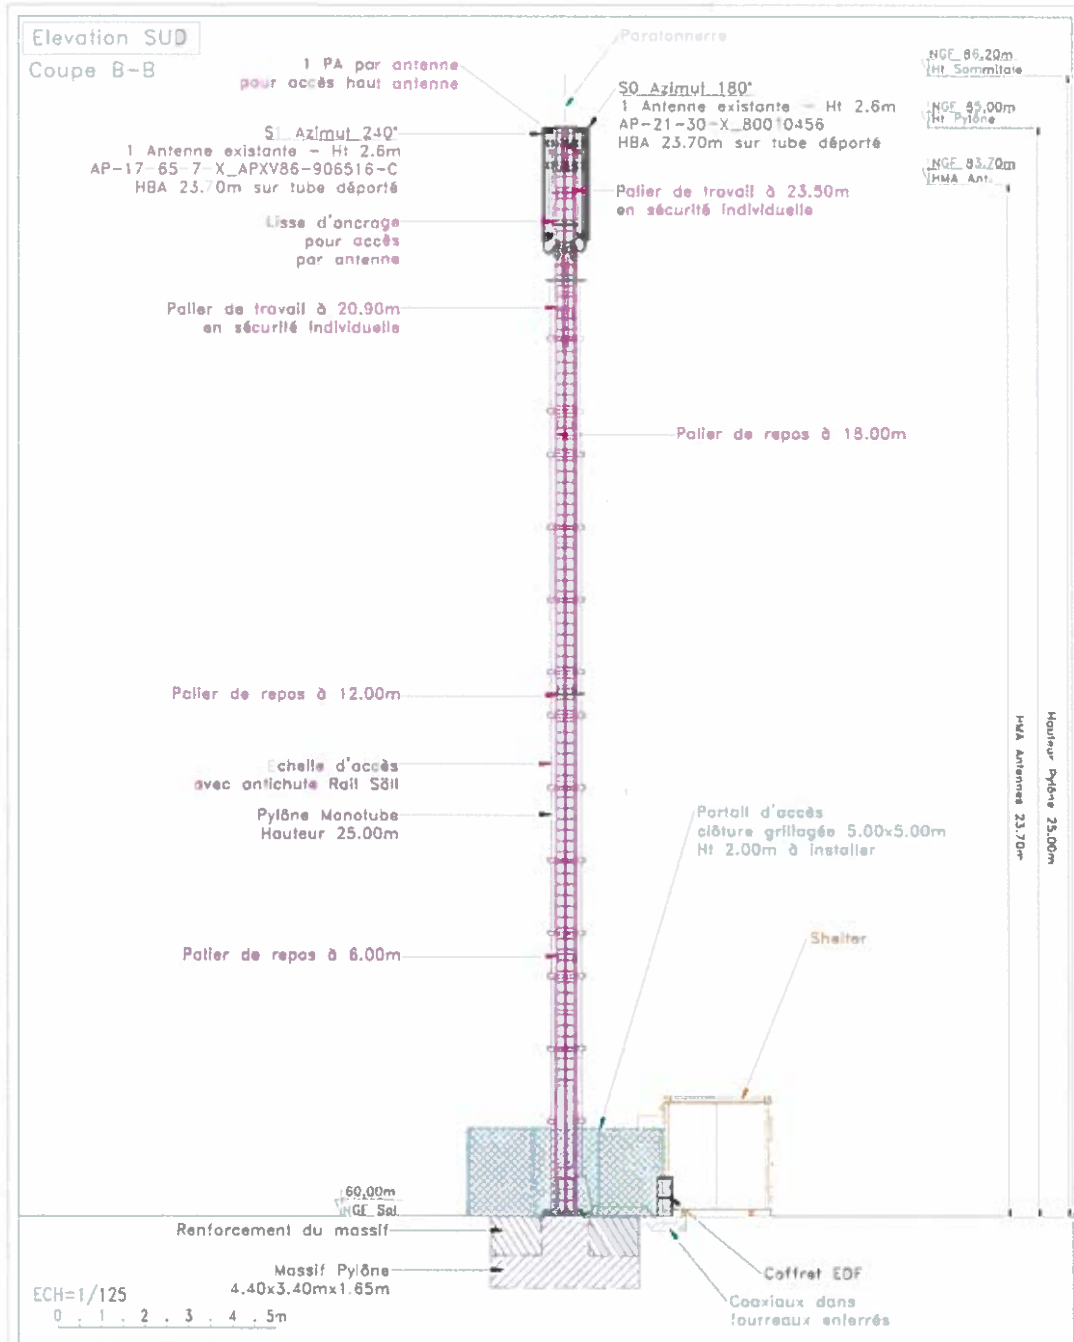 Elevation SUD
Coupe B-B
Paratonnerre
1 PA par antenne
pour accès haut antenne
S0 Azimut 180°
1 Antenne existante - Ht 2.6m
AP-21-30-X_80010456
HBA 23.70m sur tube déporté
NGF 86.20m
Ht Sommitale
NGF 85.00m
Ht Pylône
NGF 83.70m
HMA Ant.
S1 Azimut 240°
1 Antenne existante - Ht 2.6m
AP-17-65-7-X_APXV86-906516-C
HBA 23.70m sur tube déporté
Palier de travail à 23.50m
en sécurité individuelle
Lisse d'ancrage
pour accès
par antenne
Palier de travail à 20.90m
en sécurité individuelle
Palier de repos à 18.00m
Palier de repos à 12.00m
Echelle d'accès
avec antichute Rail Söll
Pylône Monotube
Hauteur 25.00m
Portail d'accès
clôture grillagée 5.00x5.00m
Ht 2.00m à installer
HMA Antennes 23.70m
Hauteur Pylône 25.00m
Palier de repos à 6.00m
Shelter
60.00m
NGF Sol
Renforcement du massif
Massif Pylône
4.40x3.40mx1.65m
Coffret EDF
Coaxiaux dans
fourreaux enterrés
ECH=1/125
0 . 1 . 2 . 3 . 4 . 5m